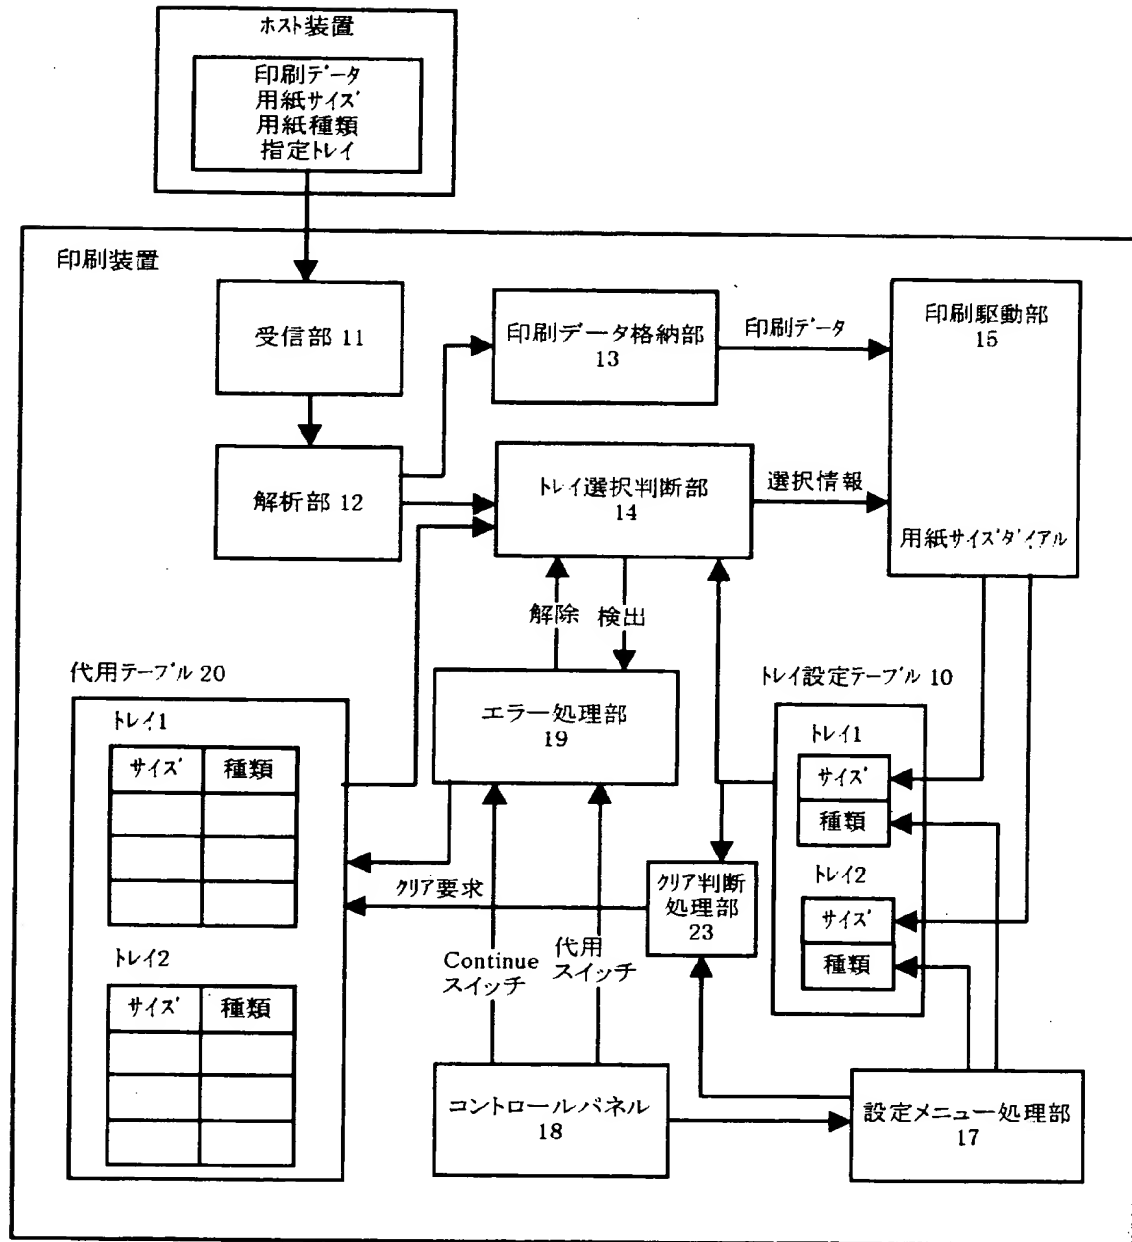 ホスト装置
印刷データ
用紙サイズ
用紙種類
指定トレイ
印刷装置
受信部 11
解析部 12
印刷データ格納部
13
印刷データ
印刷駆動部
15
用紙サイズダイアル
トレイ選択判断部
14
選択情報
解除
検出
代用テーブル 20
トレイ1
サイズ
種類
トレイ2
サイズ
種類
エラー処理部
19
トレイ設定テーブル 10
トレイ1
サイズ
種類
トレイ2
サイズ
種類
クリア要求
クリア判断
処理部
23
Continue
スイッチ
代用
スイッチ
コントロールパネル
18
設定メニュー処理部
17